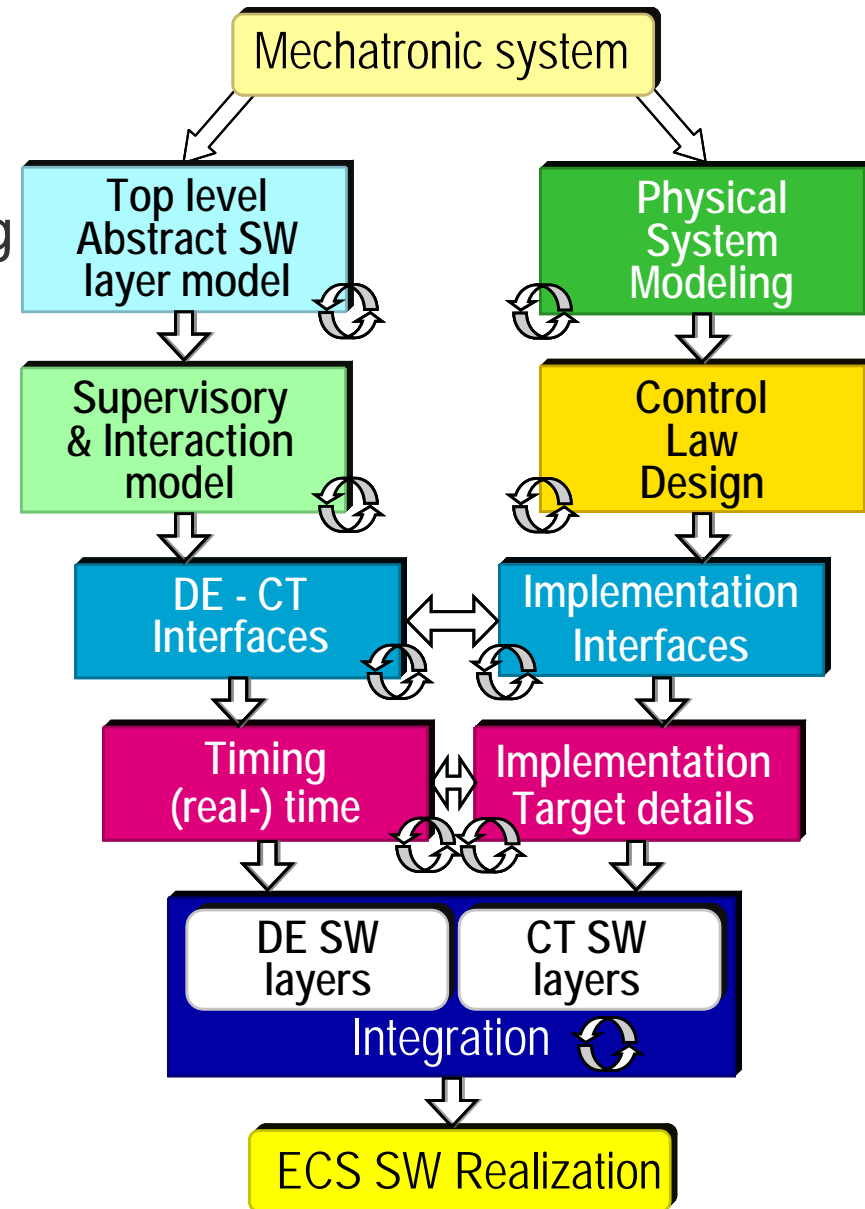 Mechatronic system
g
Top level
Abstract SW
layer model
Physical
System
Modeling
Supervisory
& Interaction
model
Control
Law
Design
DE - CT
Interfaces
Implementation
Interfaces
Timing
(real-) time
Implementation
Target details
DE SW
layers
CT SW
layers
Integration
ECS SW Realization